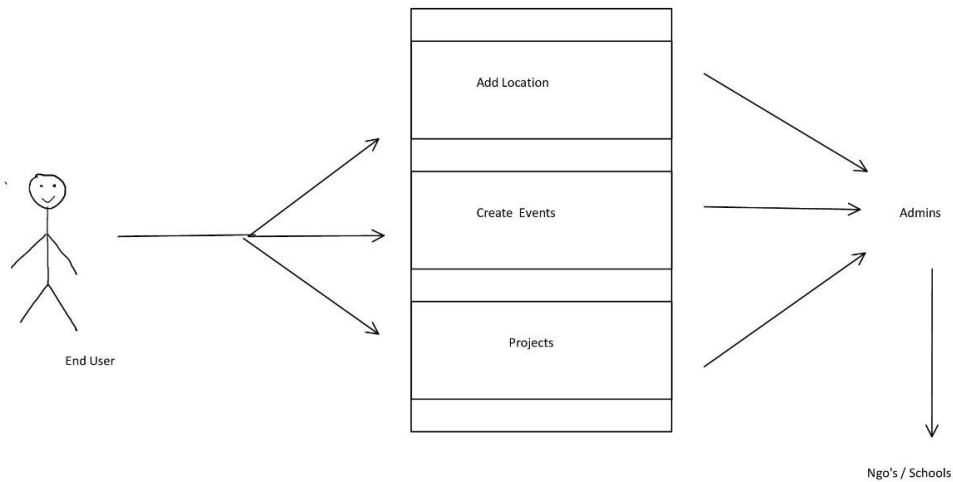 Add Location
Create Events
Admins
Projects
End User
Ngo's / Schools